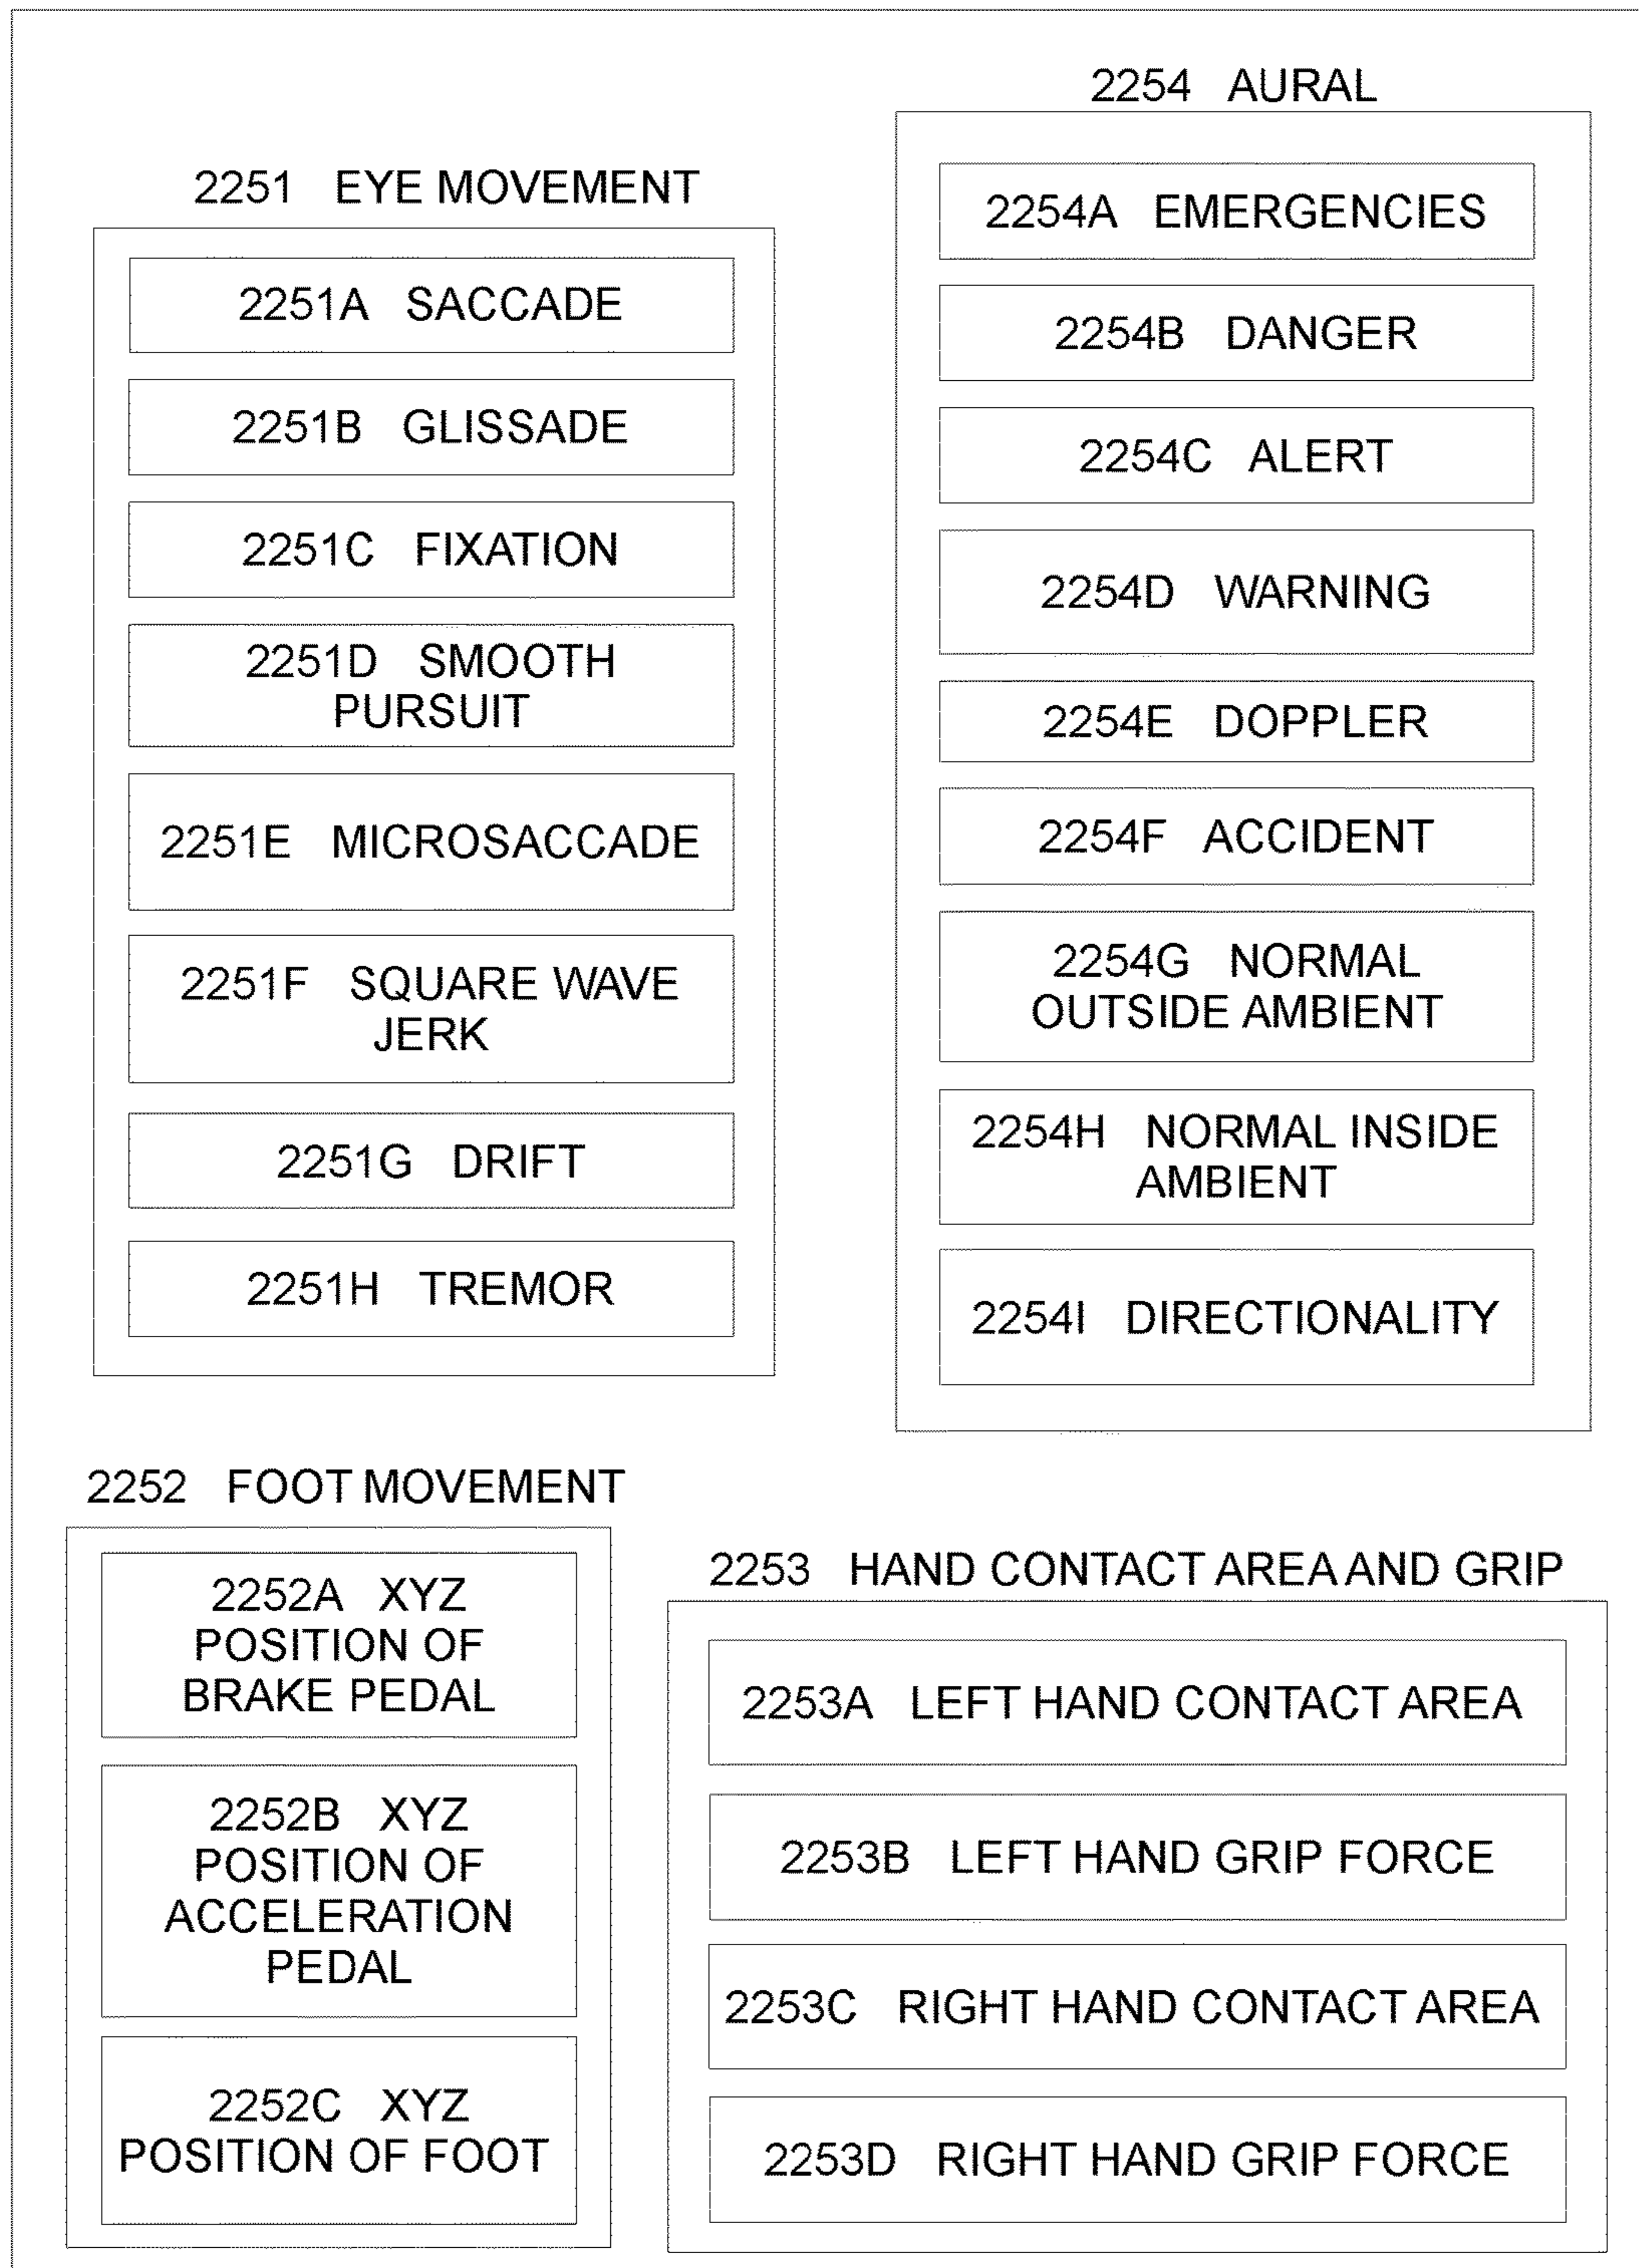 2251 EYE MOVEMENT
2251A SACCADE
2251B GLISSADE
2251C FIXATION
2251D SMOOTH
PURSUIT
2251E MICROSACCADE
2251F SQUARE WAVE
JERK
2251G DRIFT
2251H TREMOR
2254 AURAL
2254A EMERGENCIES
2254B DANGER
2254C ALERT
2254D WARNING
2254E DOPPLER
2254F ACCIDENT
2254G NORMAL
OUTSIDE AMBIENT
2254H NORMAL INSIDE
AMBIENT
2254I DIRECTIONALITY
2252 FOOT MOVEMENT
2252A XYZ
POSITION OF
BRAKE PEDAL
2252B XYZ
POSITION OF
ACCELERATION
PEDAL
2252C XYZ
POSITION OF FOOT
2253 HAND CONTACT AREA AND GRIP
2253A LEFT HAND CONTACT AREA
2253B LEFT HAND GRIP FORCE
2253C RIGHT HAND CONTACT AREA
2253D RIGHT HAND GRIP FORCE